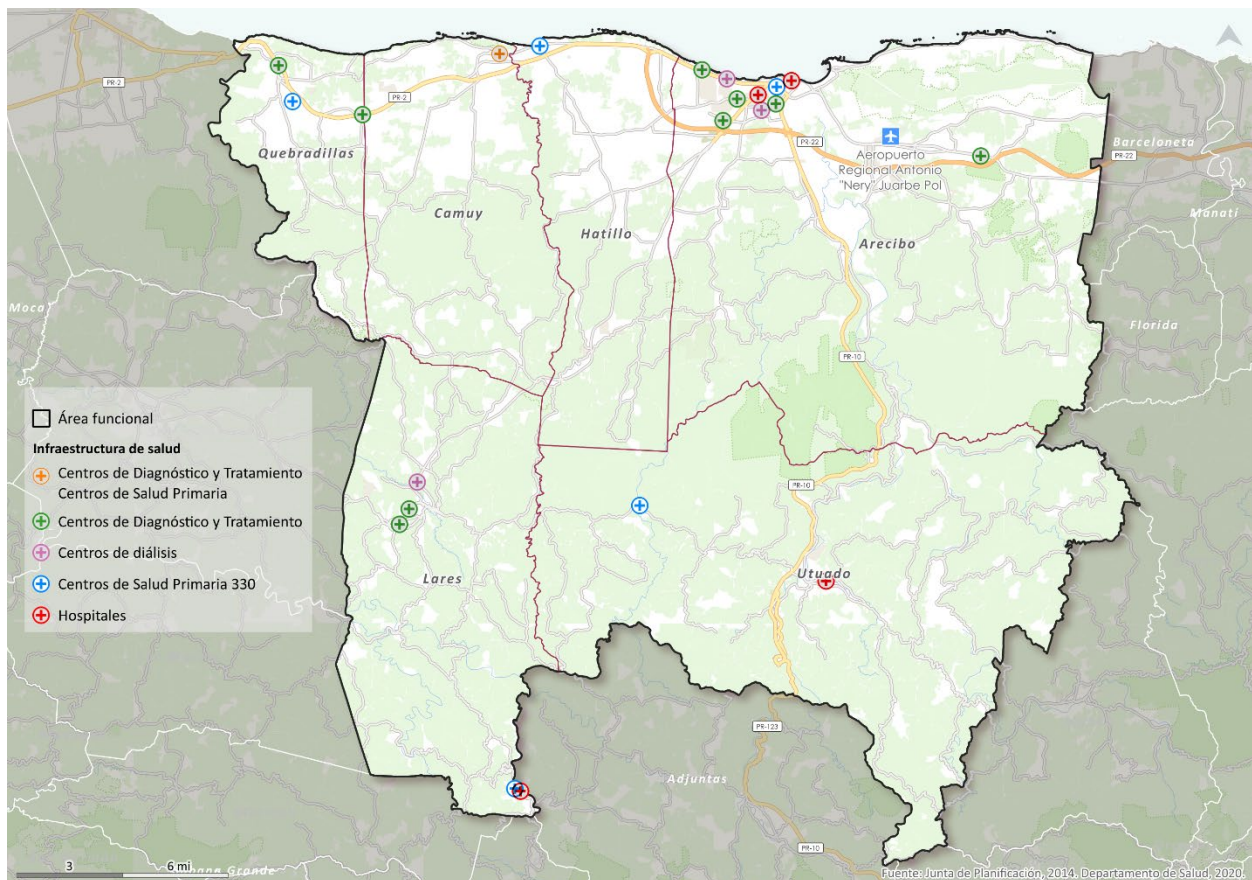 PR-2
PR-2
Quebradillas
Camuy
Hatillo
PR-22
Aeropuerto
Regional Antonio
"Nery" Juarbe Pol
Barceloneta
PR-22
Manatí
Arecibo
Moca
Florida
PR-10
Área funcional
Infraestructura de salud
Centros de Diagnóstico y Tratamiento
Centros de Salud Primaria
Centros de Diagnóstico y Tratamiento
Centros de diálisis
Centros de Salud Primaria 330
Hospitales
PR-10
Lares
Utuado
PR-123
Adjuntas
PR-10
3
6 mi
Grande
Fuente: Junta de Planificación, 2014. Departamento de Salud, 2020.